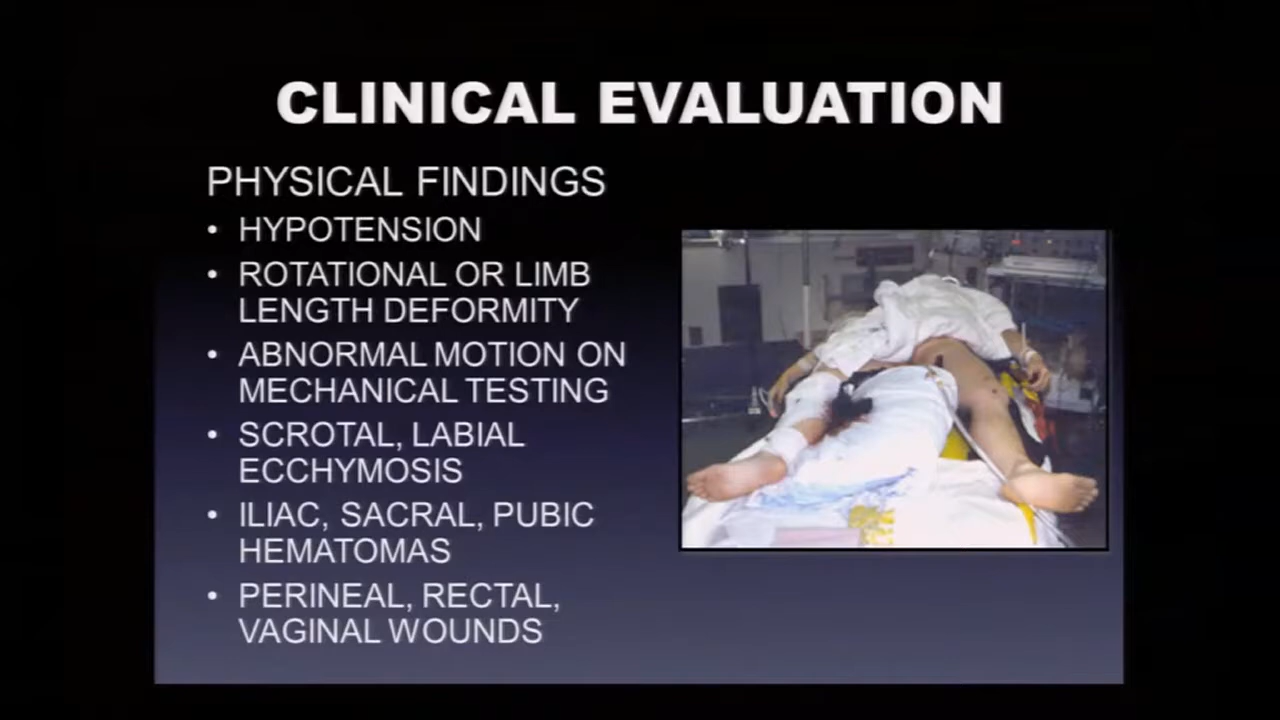 CLINICAL EVALUATION
PHYSICAL FINDINGS
• HYPOTENSION
• ROTATIONAL OR LIMB
LENGTH DEFORMITY
• ABNORMAL MOTION ON
MECHANICAL TESTING
• SCROTAL, LABIAL
ECCHYMOSIS
• ILIAC, SACRAL, PUBIC
HEMATOMAS
• PERINEAL, RECTAL,
VAGINAL WOUNDS